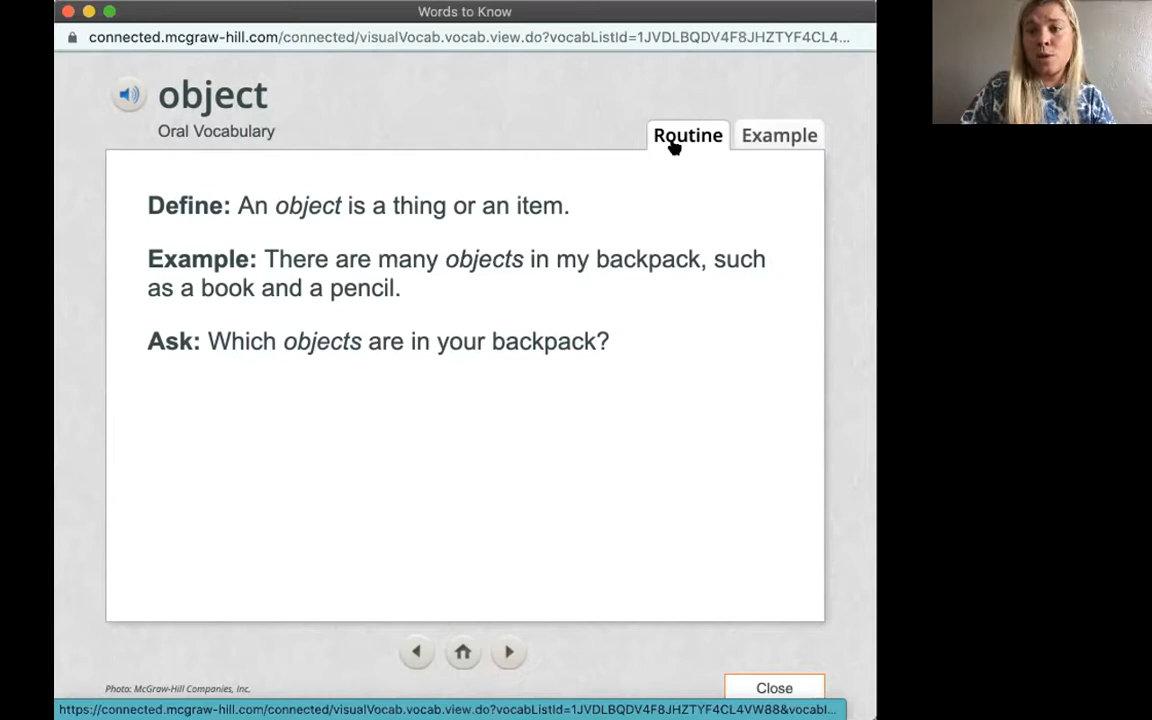 Words to Know
connected.mcgraw-hill.com/connected/visualVocab.vocab.view.do?vocabListId=1JVDLBQDV4F8JHZTYF4CL4...
object
Oral Vocabulary
Routine
Example
Define: An object is a thing or an item.
Example: There are many objects in my backpack, such
as a book and a pencil.
Ask: Which objects are in your backpack?
Photo: McGraw-Hill Companies, Inc.
Close
https://connected.mcgraw-hill.com/connected/visualVocab.vocab.view.do?vocabListId=1JVDLBQDV4F8JHZTYF4CL4VW88&vocabl...